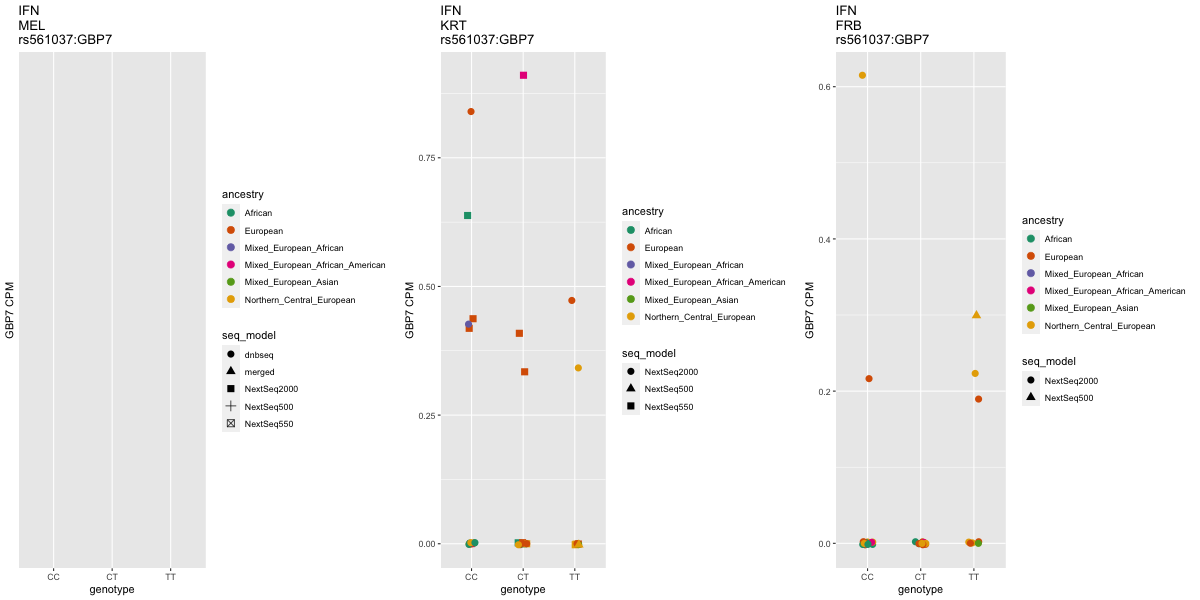 IFN
MEL
rs561037:GBP7
GBP7 CPM
CC
CT
TT
genotype
ancestry
African
European
Mixed_European_African
Mixed_European_African_American
Mixed_European_Asian
Northern_Central_European
seq_model
dnbseq
merged
NextSeq2000
NextSeq500
NextSeq550
IFN
KRT
rs561037:GBP7
GBP7 CPM
0.75
0.50
0.25
0.00
CC
CT
TT
genotype
ancestry
African
European
Mixed_European_African
Mixed_European_African_American
Mixed_European_Asian
Northern_Central_European
seq_model
NextSeq2000
NextSeq500
NextSeq550
IFN
FRB
rs561037:GBP7
GBP7 CPM
0.6
0.4
0.2
0.0
CC
CT
TT
genotype
ancestry
African
European
Mixed_European_African
Mixed_European_African_American
Mixed_European_Asian
Northern_Central_European
seq_model
NextSeq2000
NextSeq500